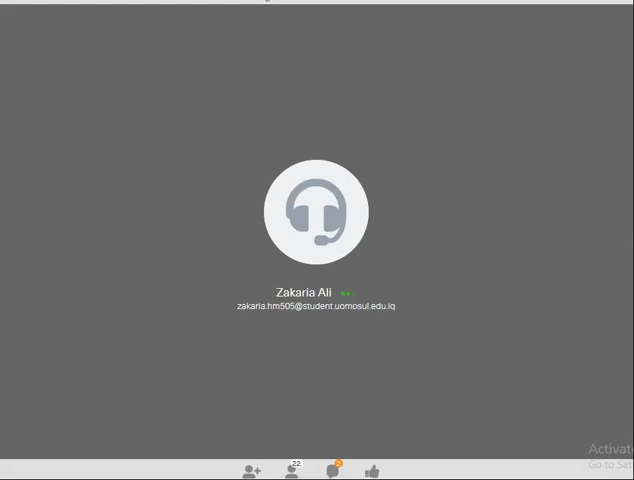 Zakaria Ali
zakaria.hm505@student.uomosul.edu.iq
Activat
Go to Set
22
2